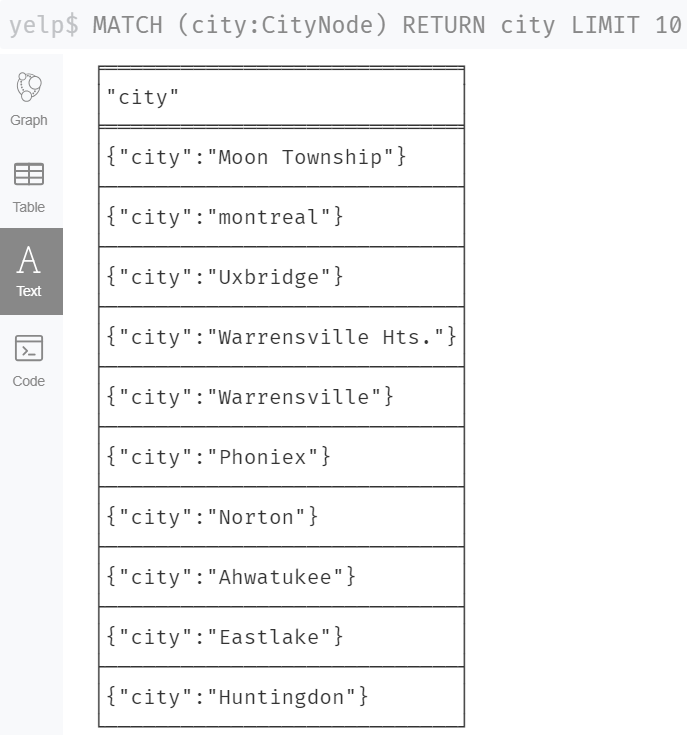 yelp$ MATCH (city:CityNode) RETURN city LIMIT 10
Graph
Table
Text
Code
"city"
{"city":"Moon Township"}
{"city":"montreal"}
{"city":"Uxbridge"}
{"city":"Warrensville Hts."}
{"city":"Warrensville"}
{"city":"Phoniex"}
{"city":"Norton"}
{"city":"Ahwatukee"}
{"city":"Eastlake"}
{"city":"Huntingdon"}